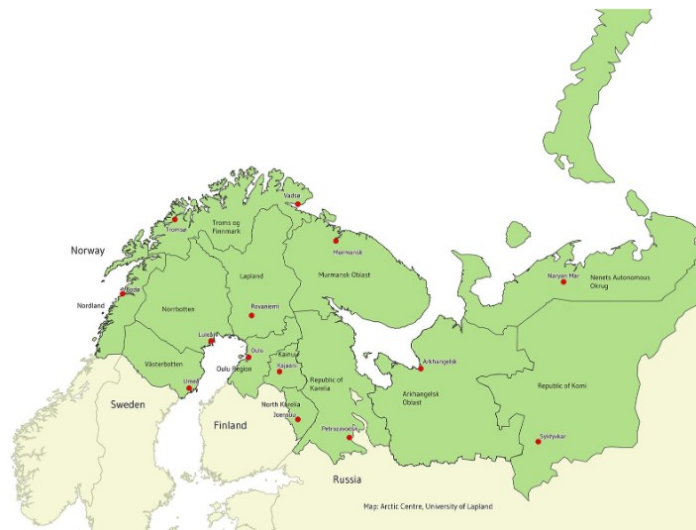 Vadsø
Tromsø
Troms og
Finnmark
Murmansk
Norway
Murmansk Oblast
Lapland
Naryan Mar
Nenets Autonomous
Okrug
Bodø
Nordland
Norrbotten
Rovaniemi
Luleå
Oulu
Kainuu
Västerbotten
Oulu Region
Kajaani
Arkhangelsk
Umeå
Republic of
Karelia
Arkhangelsk
Oblast
Republic of Komi
Sweden
North Karelia
Joensuu
Finland
Petrozavodsk
Syktyvkar
Russia
Map: Arctic Centre, University of Lapland